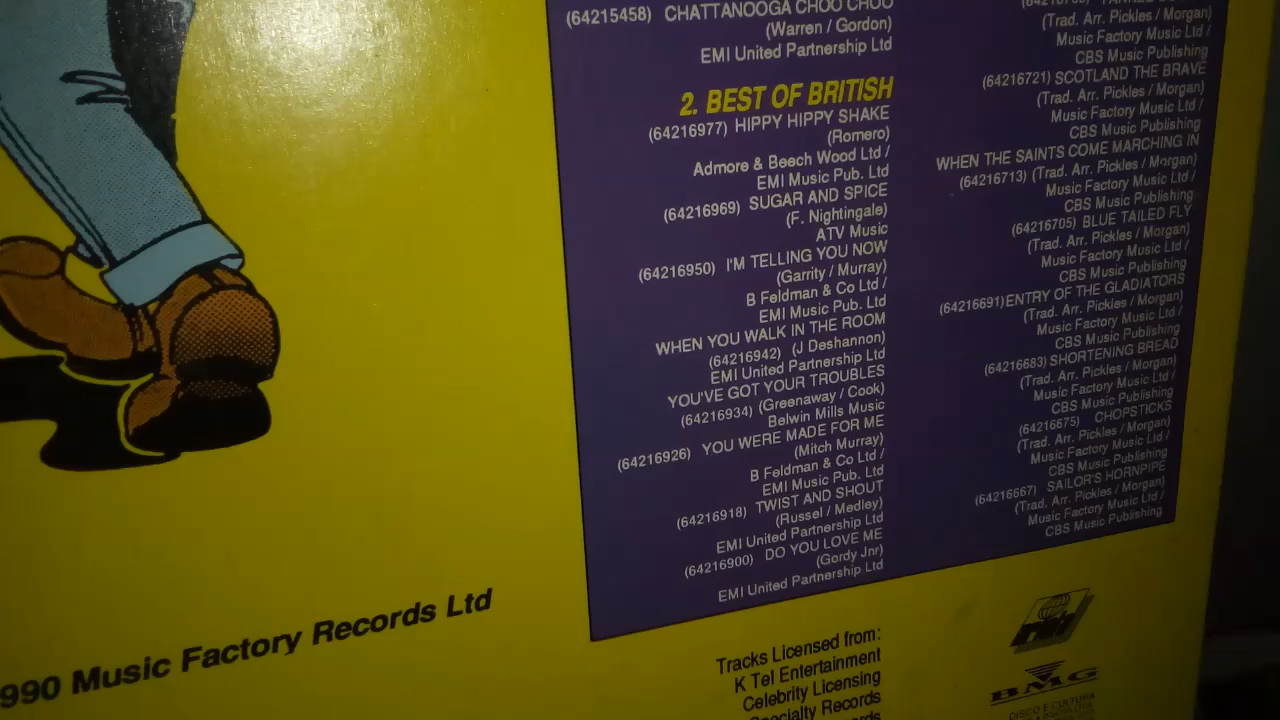 (64215458) CHATTANOOGA CHOO CHOO
(Warren / Gordon)
EMI United Partnership Ltd
2. BEST OF BRITISH
(64216977) HIPPY HIPPY SHAKE
(Romero)
Admore & Beech Wood Ltd /
EMI Music Pub. Ltd
(64216969) SUGAR AND SPICE
(F. Nightingale)
ATV Music
(64216950) I'M TELLING YOU NOW
(Garrity / Murray)
B Feldman & Co Ltd /
EMI Music Pub. Ltd
WHEN YOU WALK IN THE ROOM
(64216942) (J Deshannon)
EMI United Partnership Ltd
YOU'VE GOT YOUR TROUBLES
(64216934) (Greenaway / Cook)
Belwin Mills Music
(64216926) YOU WERE MADE FOR ME
(Mitch Murray)
B Feldman & Co Ltd /
EMI Music Pub. Ltd
(64216918) TWIST AND SHOUT
(Russel / Medley)
EMI United Partnership Ltd
(64216900) DO YOU LOVE ME
(Gordy Jnr)
EMI United Partnership Ltd
(Trad. Arr. Pickles / Morgan)
Music Factory Music Ltd /
CBS Music Publishing
(64216721) SCOTLAND THE BRAVE
(Trad. Arr. Pickles / Morgan)
Music Factory Music Ltd /
CBS Music Publishing
WHEN THE SAINTS COME MARCHING IN
(64216713) (Trad. Arr. Pickles / Morgan)
Music Factory Music Ltd /
CBS Music Publishing
(64216705) BLUE TAILED FLY
(Trad. Arr. Pickles / Morgan)
Music Factory Music Ltd /
CBS Music Publishing
(64216691) ENTRY OF THE GLADIATORS
(Trad. Arr. Pickles / Morgan)
Music Factory Music Ltd /
CBS Music Publishing
(64216683) SHORTENING BREAD
(Trad. Arr. Pickles / Morgan)
Music Factory Music Ltd /
CBS Music Publishing
(64216675) CHOPSTICKS
(Trad. Arr. Pickles / Morgan)
Music Factory Music Ltd /
CBS Music Publishing
(64216667) SAILOR'S HORNPIPE
(Trad. Arr. Pickles / Morgan)
Music Factory Music Ltd /
CBS Music Publishing
990 Music Factory Records Ltd
Tracks Licensed from:
K Tel Entertainment
Celebrity Licensing
Specialty Records
BMG
DISCO E CULTURA